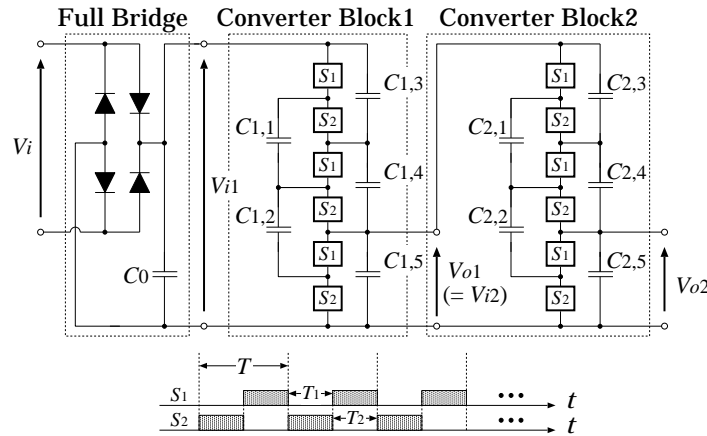 Full Bridge Converter Block1 Converter Block2
S1 S1
C1,3 C2,3
C1,1 S2 C2,1 S2
Vi Vi1
S1 C1,4 S1 C2,4
C1,2 S2 C2,2 S2
C0
S1 C1,5 S1 C2,5
Vo1 Vo2
(= Vi2)
S2 S2
T
S1 T1 ••• t
S2 T2 ••• t